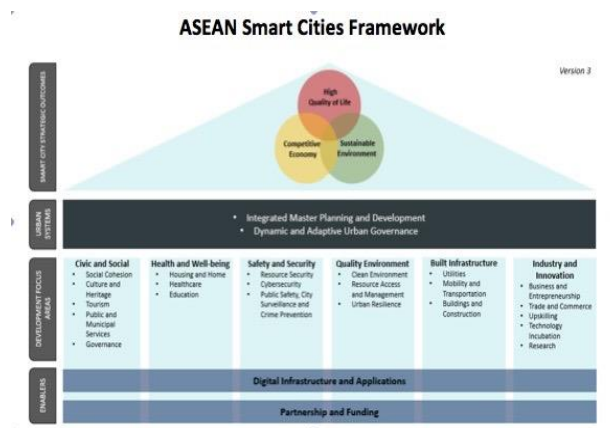 ASEAN Smart Cities Framework
Version 3
SMART CITY STRATEGIC OUTCOMES
High
Quality of Life
Competitive
Economy
Sustainable
Environment
URBAN
SYSTEMS
• Integrated Master Planning and Development
• Dynamic and Adaptive Urban Governance
DEVELOPMENT FOCUS
AREAS
Civic and Social
• Social Cohesion
• Culture and
Heritage
• Tourism
• Public and
Municipal
Services
• Governance
Health and Well-being
• Housing and Home
• Healthcare
• Education
Safety and Security
• Resource Security
• Cybersecurity
• Public Safety, City
Surveillance and
Crime Prevention
Quality Environment
• Clean Environment
• Resource Access
and Management
• Urban Resilience
Built Infrastructure
• Utilities
• Mobility and
Transportation
• Buildings and
Construction
Industry and
Innovation
• Business and
Entrepreneurship
• Trade and Commerce
• Upskilling
• Technology
Incubation
• Research
ENABLERS
Digital Infrastructure and Applications
Partnership and Funding